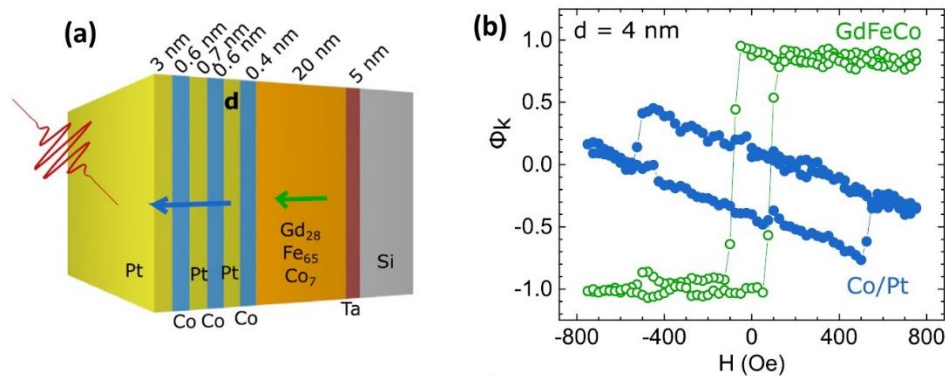 (a)
3 nm
0.6 nm
0.7 nm
0.6 nm
0.4 nm
20 nm
5 nm
d
Gd28
Fe65
Co7
Pt
Pt
Pt
Si
Co
Co
Co
Ta
(b)
d = 4 nm
GdFeCo
Co/Pt
1.0
0.5
0.0
-0.5
-1.0
Φk
-800
-400
0
400
800
H (Oe)